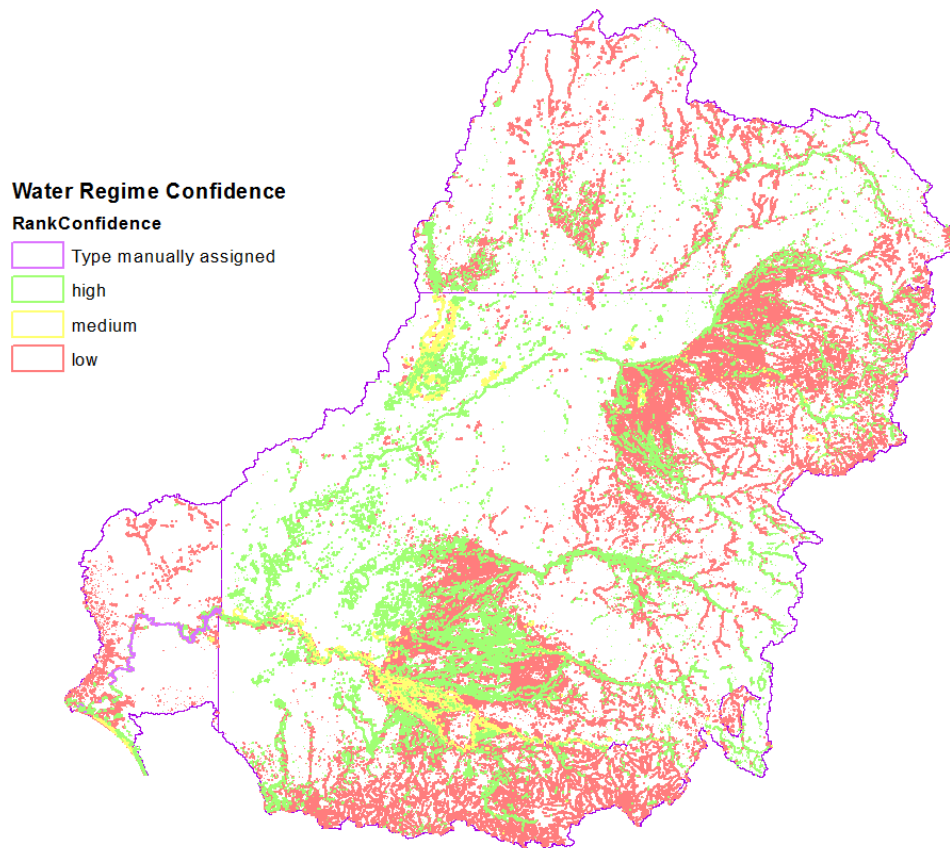 Water Regime Confidence
RankConfidence
Type manually assigned
high
medium
low